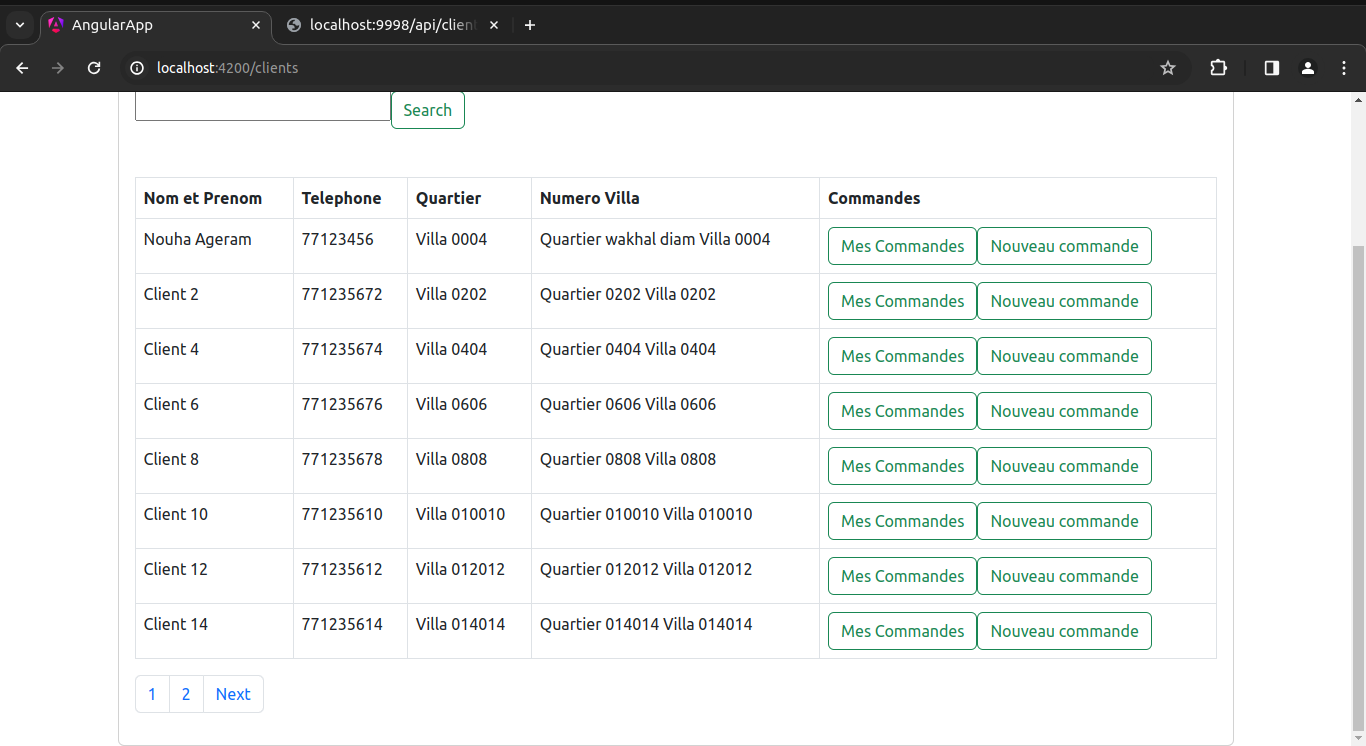 AngularApp
localhost:9998/api/clien
localhost:4200/clients
Search
Nom et Prenom Telephone Quartier Numero Villa Commandes
Nouha Ageram 77123456 Villa 0004 Quartier wakhal diam Villa 0004 Mes Commandes Nouveau commande
Client 2 771235672 Villa 0202 Quartier 0202 Villa 0202 Mes Commandes Nouveau commande
Client 4 771235674 Villa 0404 Quartier 0404 Villa 0404 Mes Commandes Nouveau commande
Client 6 771235676 Villa 0606 Quartier 0606 Villa 0606 Mes Commandes Nouveau commande
Client 8 771235678 Villa 0808 Quartier 0808 Villa 0808 Mes Commandes Nouveau commande
Client 10 771235610 Villa 010010 Quartier 010010 Villa 010010 Mes Commandes Nouveau commande
Client 12 771235612 Villa 012012 Quartier 012012 Villa 012012 Mes Commandes Nouveau commande
Client 14 771235614 Villa 014014 Quartier 014014 Villa 014014 Mes Commandes Nouveau commande
1 2 Next